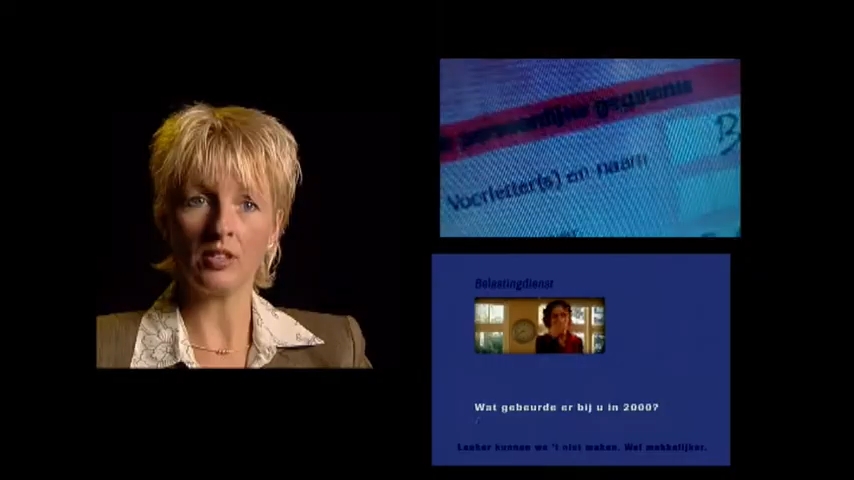 persoonlijke gegevens
Voorletter(s) en naam
B
Belastingdienst
Wat gebeurde er bij u in 2000?
Leuker kunnen we 't niet maken. Wel makkelijker.